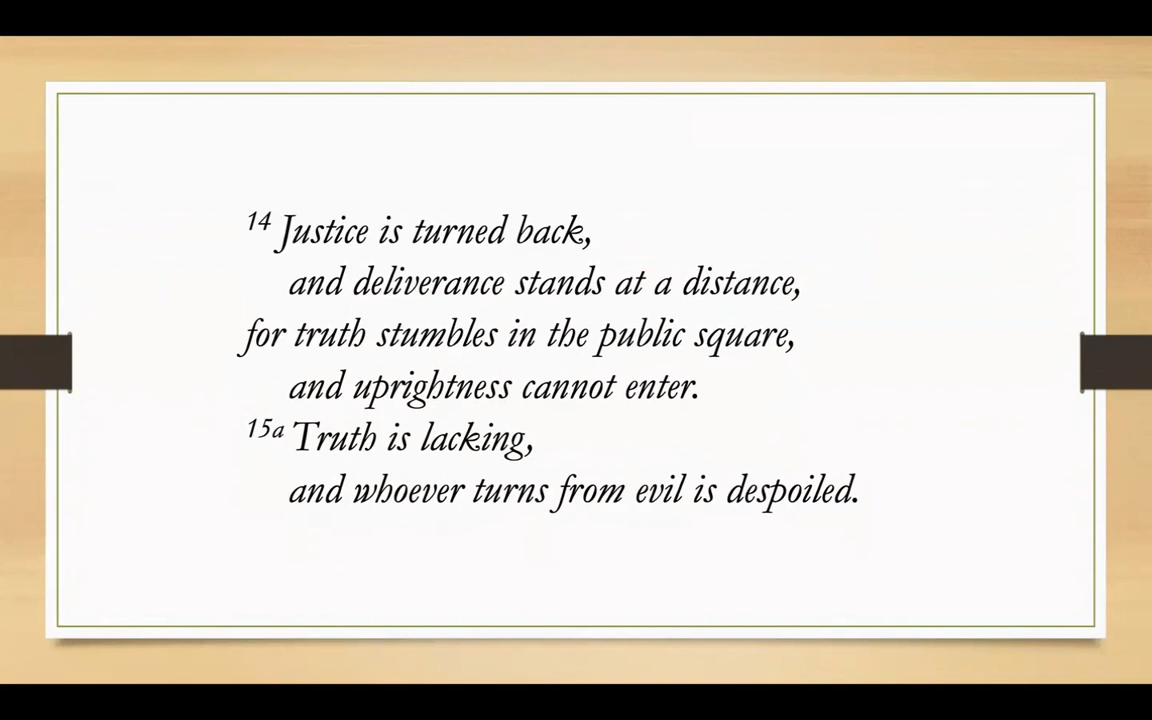 14 Justice is turned back,
and deliverance stands at a distance,
for truth stumbles in the public square,
and uprightness cannot enter.
15a Truth is lacking,
and whoever turns from evil is despoiled.